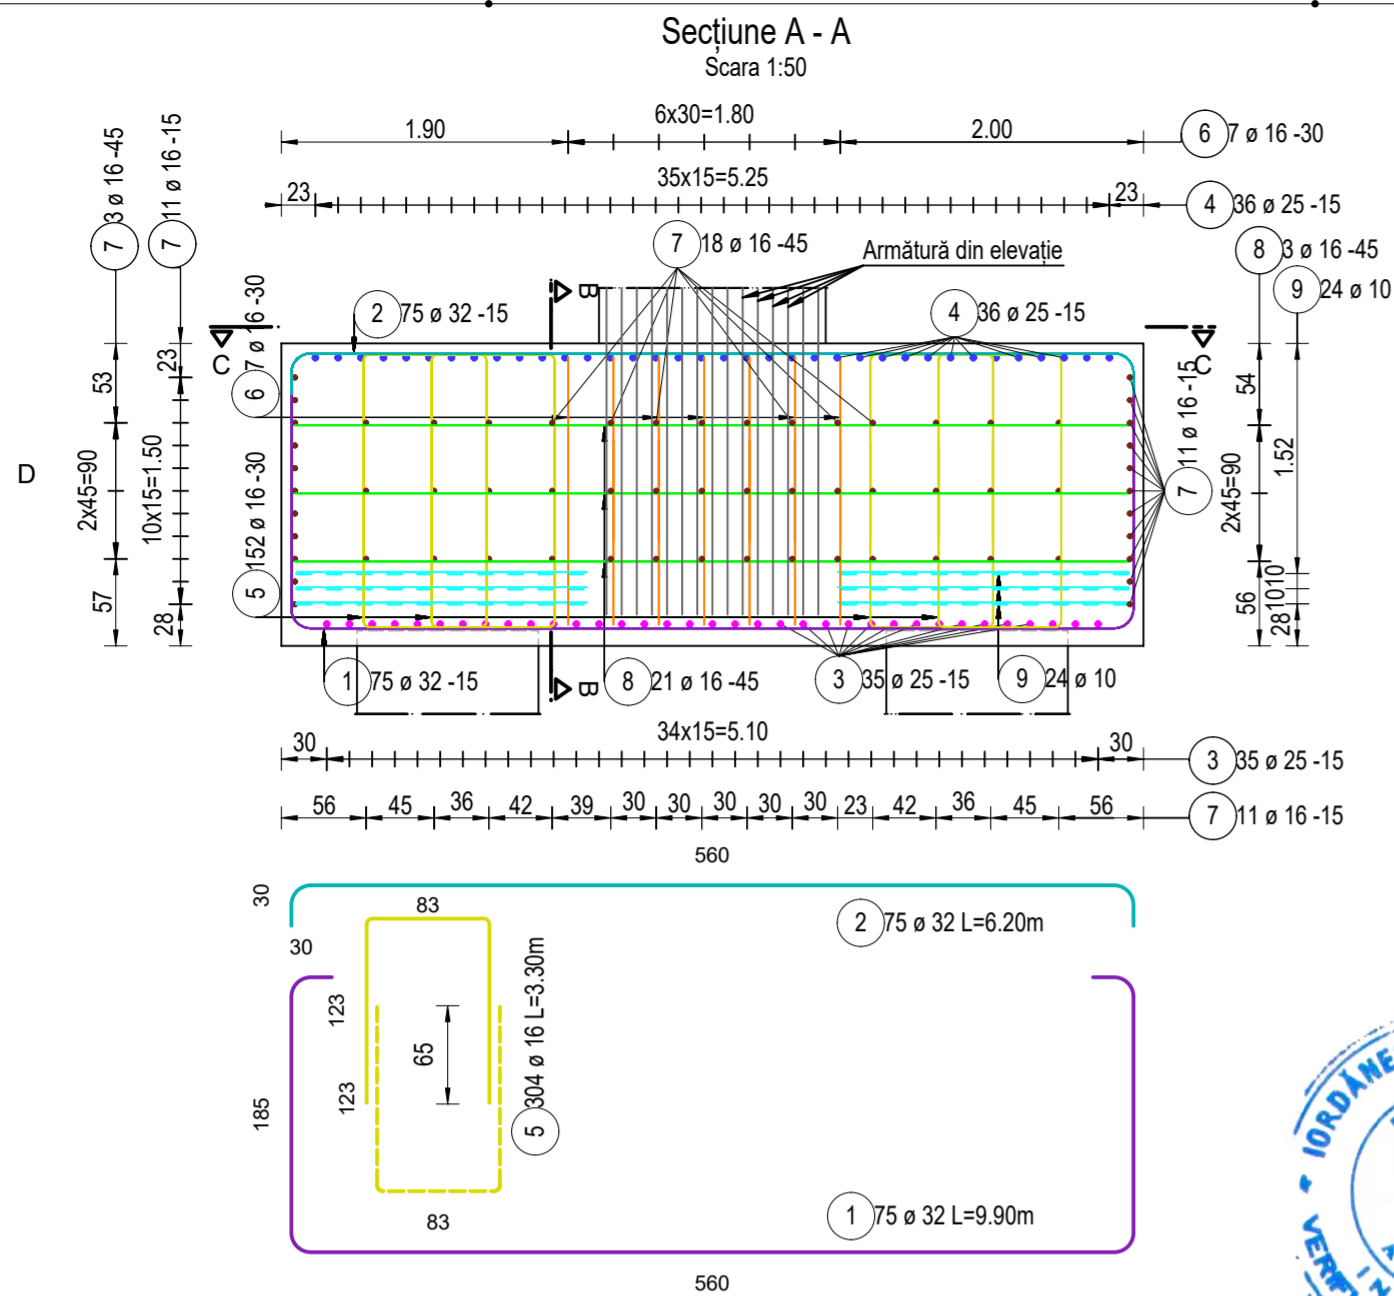 Secțiune A - A
Scara 1:50
1.90
6x30=1.80
2.00
6 7 ø 16 -30
23
35x15=5.25
23
4 36 ø 25 -15
7 3 ø 16 -45
7 11 ø 16 -15
7 18 ø 16 -45
Armătură din elevație
8 3 ø 16 -45
9 24 ø 10
2 75 ø 32 -15
B
4 36 ø 25 -15
C
C
6 7 ø 16 -30
5 152 ø 16 -30
53
2x45=90
57
23
10x15=1.50
28
D
7 11 ø 16 -15
54
2x45=90
56
1.52
10
10
28
1 75 ø 32 -15
B
8 21 ø 16 -45
3 35 ø 25 -15
9 24 ø 10
30
34x15=5.10
30
3 35 ø 25 -15
56 45 36 42 39 30 30 30 30 30 23 42 36 45 56
7 11 ø 16 -15
560
30
83
2 75 ø 32 L=6.20m
30
123
65
123
5 304 ø 16 L=3.30m
185
83
1 75 ø 32 L=9.90m
560